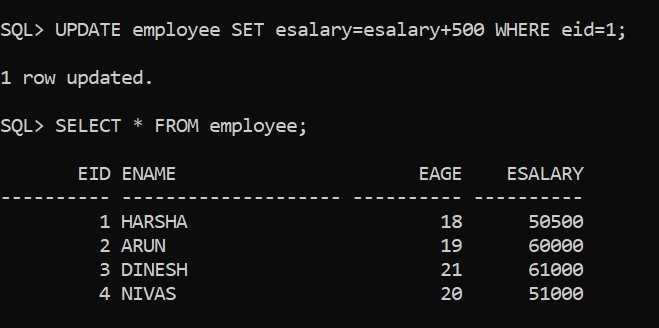 SQL> UPDATE employee SET esalary=esalary+500 WHERE eid=1;
1 row updated.
SQL> SELECT * FROM employee;
EID ENAME EAGE ESALARY
---------- -------------------- ---------- ----------
1 HARSHA 18 50500
2 ARUN 19 60000
3 DINESH 21 61000
4 NIVAS 20 51000